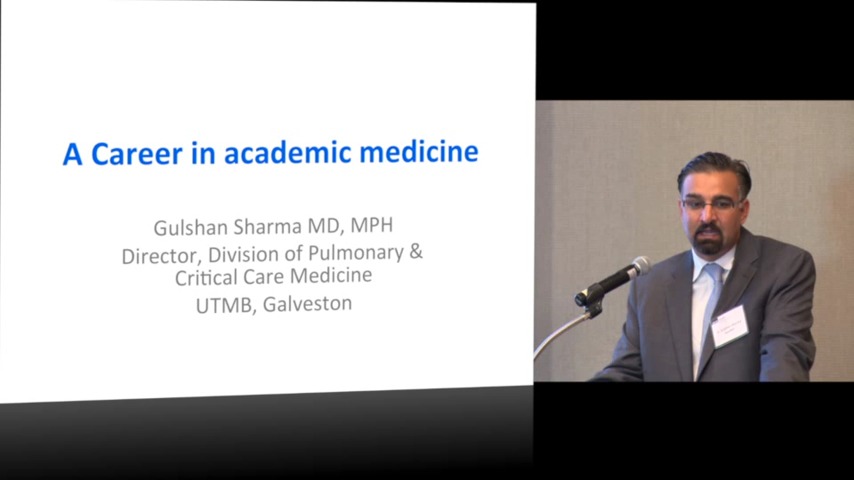 A Career in academic medicine
Gulshan Sharma MD, MPH
Director, Division of Pulmonary &
Critical Care Medicine
UTMB, Galveston